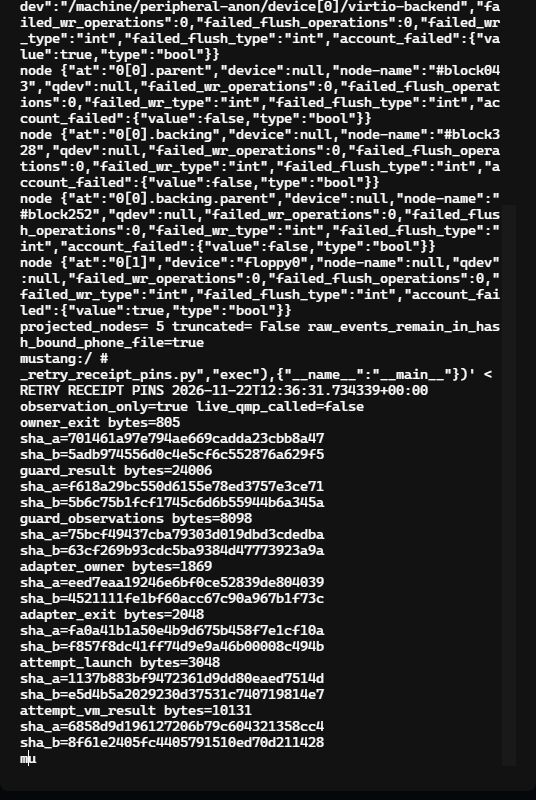 dev":"/machine/peripheral-anon/device[0]/virtio-backend","fa
iled_wr_operations":0,"failed_flush_operations":0,"failed_wr
_type":"int","failed_flush_type":"int","account_failed":{"va
lue":true,"type":"bool"}}
node {"at":"0[0].parent","device":null,"node-name":"#block04
3","qdev":null,"failed_wr_operations":0,"failed_flush_operat
ions":0,"failed_wr_type":"int","failed_flush_type":"int","ac
count_failed":{"value":false,"type":"bool"}}
node {"at":"0[0].backing","device":null,"node-name":"#block3
28","qdev":null,"failed_wr_operations":0,"failed_flush_opera
tions":0,"failed_wr_type":"int","failed_flush_type":"int","a
ccount_failed":{"value":false,"type":"bool"}}
node {"at":"0[0].backing.parent","device":null,"node-name":"
#block252","qdev":null,"failed_wr_operations":0,"failed_flus
h_operations":0,"failed_wr_type":"int","failed_flush_type":"
int","account_failed":{"value":false,"type":"bool"}}
node {"at":"0[1]","device":"floppy0","node-name":null,"qdev"
:null,"failed_wr_operations":0,"failed_flush_operations":0,"
failed_wr_type":"int","failed_flush_type":"int","account_fai
led":{"value":true,"type":"bool"}}
projected_nodes= 5 truncated= False raw_events_remain_in_has
h_bound_phone_file=true
mustang:/ #
_retry_receipt_pins.py","exec"),{"__name__":"__main__"})' <
RETRY RECEIPT PINS 2026-11-22T12:36:31.734339+00:00
observation_only=true live_qmp_called=false
owner_exit bytes=805
sha_a=701461a97e794ae669cadda23cbb8a47
sha_b=5adb974556d0c4e5cf6c552876a629f5
guard_result bytes=24006
sha_a=f618a29bc550d6155e78ed3757e3ce71
sha_b=5b6c75b1fcf1745c6d6b55944b6a345a
guard_observations bytes=8098
sha_a=75bcf49437cba79303d019dbd3cdedba
sha_b=63cf269b93cdc5ba9384d47773923a9a
adapter_owner bytes=1869
sha_a=eed7eaa19246e6bf0ce52839de804039
sha_b=4521111fe1bf60acc67c90a967b1f73c
adapter_exit bytes=2048
sha_a=fa0a41b1a50e4b9d675b458f7e1cf10a
sha_b=f857f8dc41ff74d9e9a46b00008c494b
attempt_launch bytes=3048
sha_a=1137b883bf9472361d9dd80eaed7514d
sha_b=e5d4b5a2029230d37531c740719814e7
attempt_vm_result bytes=10131
sha_a=6858d9d196127206b79c604321358cc4
sha_b=8f61e2405fc4405791510ed70d211428
mu